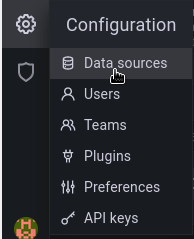 Configuration
Data sources
Users
Teams
Plugins
Preferences
API keys